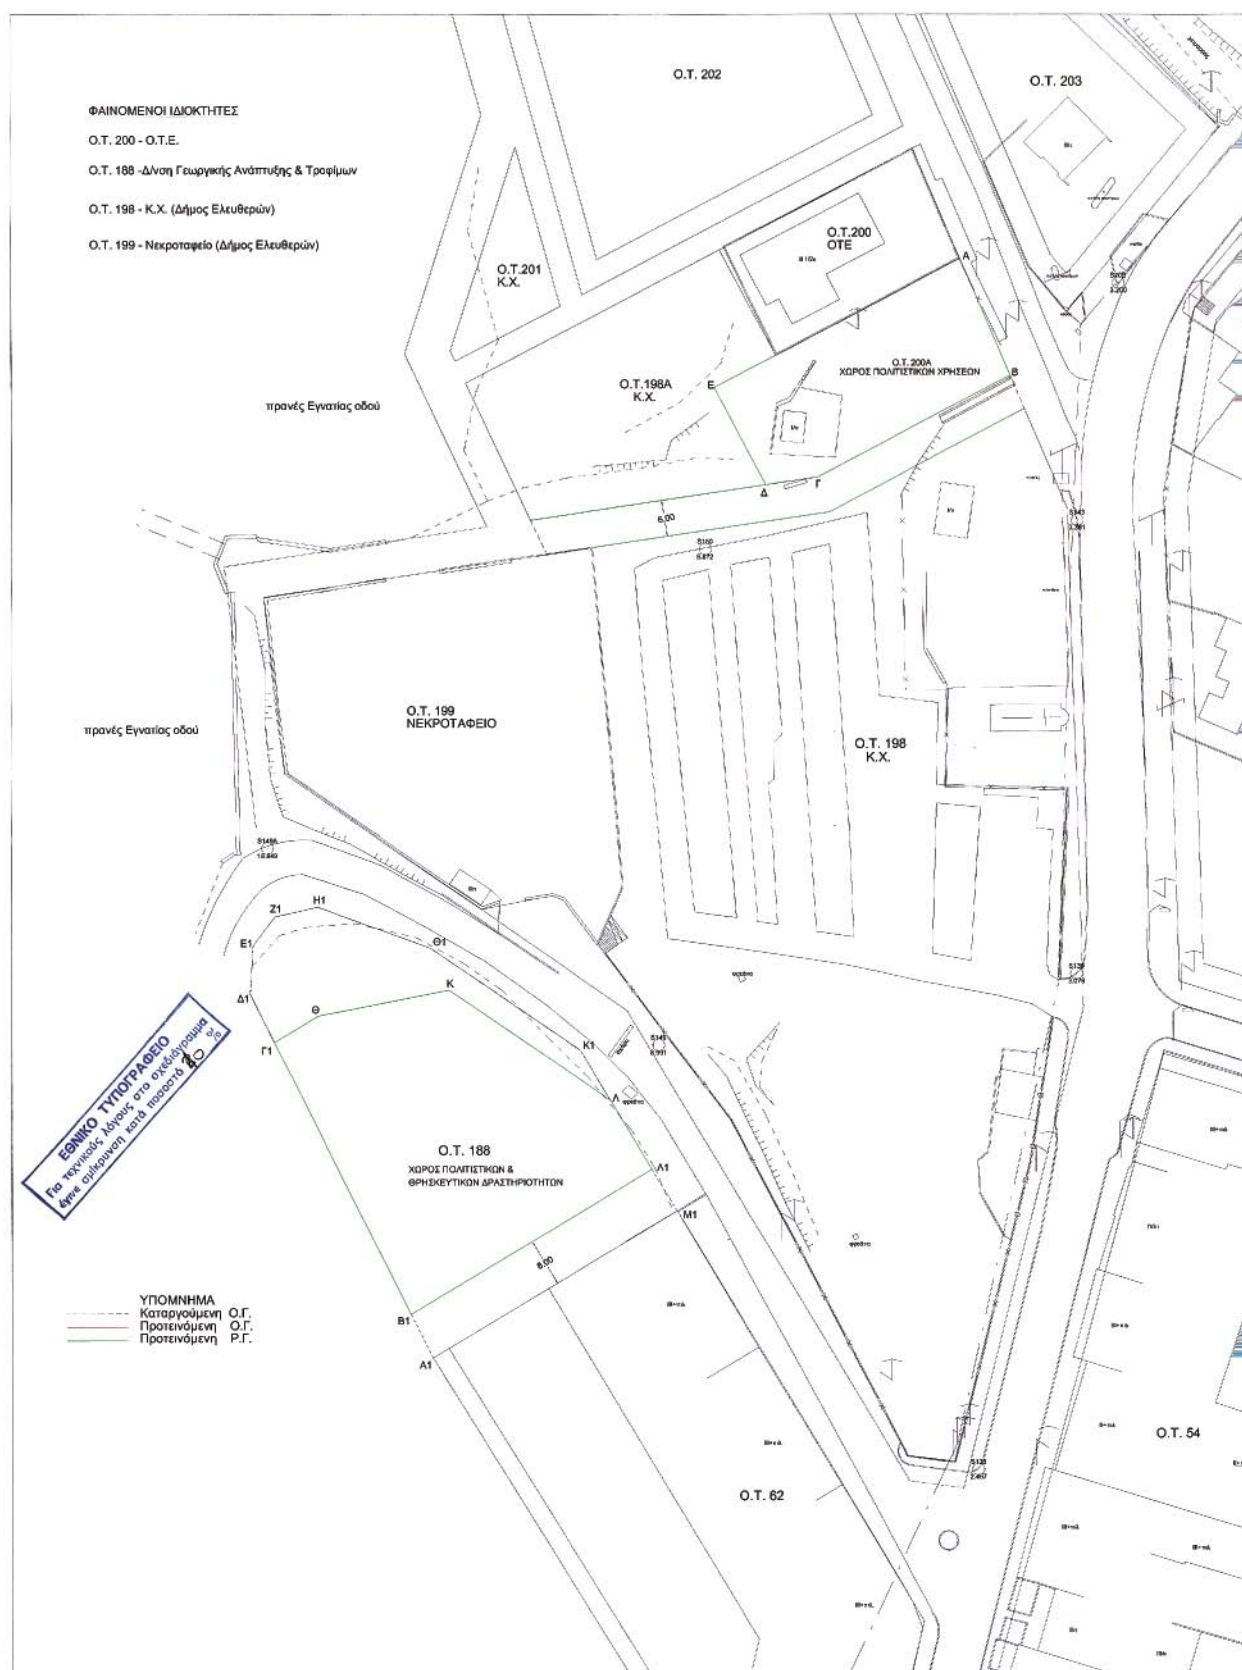 Ο.Τ. 202
Ο.Τ. 203
ΦΑΙΝΟΜΕΝΟΙ ΙΔΙΟΚΤΗΤΕΣ
Ο.Τ. 200 - Ο.Τ.Ε.
Ο.Τ. 188 -Δ/νση Γεωργικής Ανάπτυξης & Τροφίμων
Ο.Τ. 198 - Κ.Χ. (Δήμος Ελευθερών)
Ο.Τ. 199 - Νεκροταφείο (Δήμος Ελευθερών)
Ο.Τ.200
ΟΤΕ
Α
Ο.Τ.201
Κ.Χ.
Ο.Τ. 200Α
ΧΩΡΟΣ ΠΟΛΙΤΙΣΤΙΚΩΝ ΧΡΗΣΕΩΝ
Β
Ο.Τ.198Α
Κ.Χ.
Ε
πρανές Εγνατίας οδού
Δ
Γ
6.00
S150
Ο.Τ. 199
ΝΕΚΡΟΤΑΦΕΙΟ
πρανές Εγνατίας οδού
Ο.Τ. 198
Κ.Χ.
Ζ1
Η1
Ε1
Θ1
Δ1
Θ
Κ
Γ1
Κ1
Λ
φρεάτιο
ΕΘΝΙΚΟ ΤΥΠΟΓΡΑΦΕΙΟ
Για τεχνικούς λόγους στο σχεδιάγραμμα
έγινε σμίκρυνση κατά ποσοστό %
Ο.Τ. 188
ΧΩΡΟΣ ΠΟΛΙΤΙΣΤΙΚΩΝ &
ΘΡΗΣΚΕΥΤΙΚΩΝ ΔΡΑΣΤΗΡΙΟΤΗΤΩΝ
Λ1
Μ1
8.00
Β1
Α1
ΥΠΟΜΝΗΜΑ
Καταργούμενη Ο.Γ.
Προτεινόμενη Ο.Γ.
Προτεινόμενη Ρ.Γ.
Ο.Τ. 54
Ο.Τ. 62